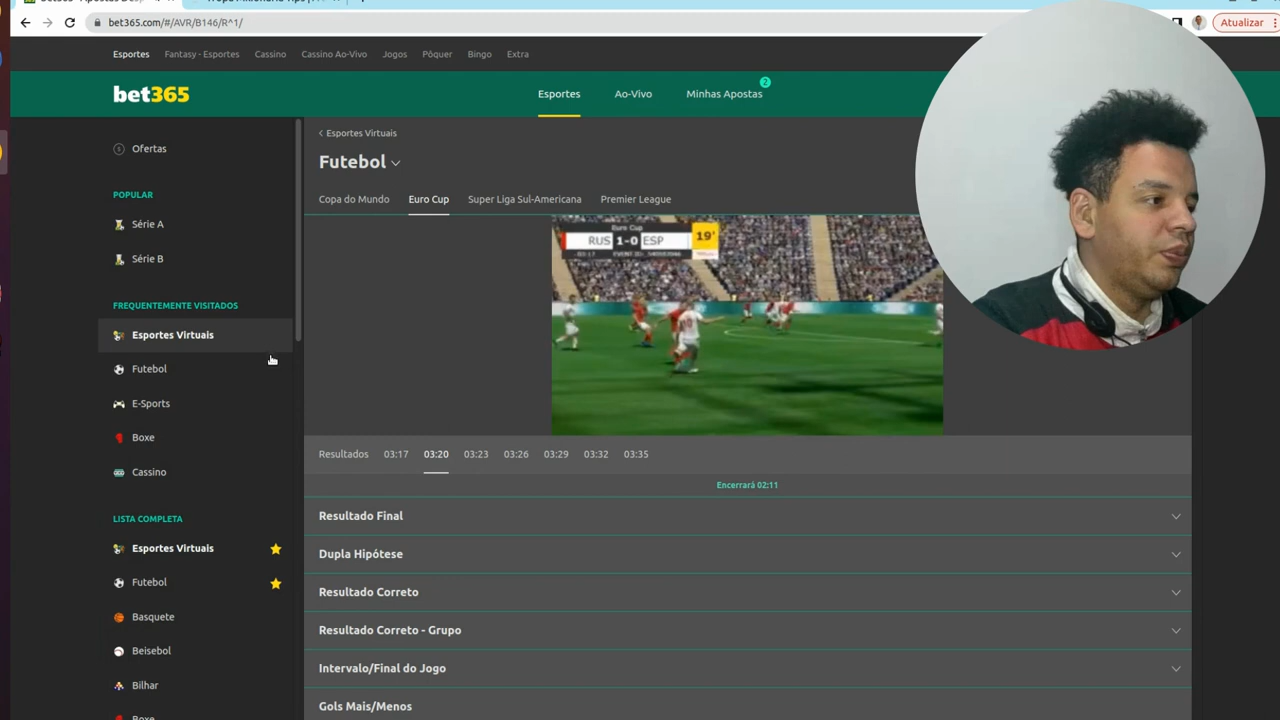 bet365.com/#/AVR/B146/R^1/
Atualizar
Esportes
Fantasy - Esportes
Cassino
Cassino Ao-Vivo
Jogos
Pôquer
Bingo
Extra
bet365
Esportes
Ao-Vivo
Minhas Apostas
2
Ofertas
POPULAR
Série A
Série B
FREQUENTEMENTE VISITADOS
Esportes Virtuais
Futebol
E-Sports
Boxe
Cassino
LISTA COMPLETA
Esportes Virtuais
Futebol
Basquete
Beisebol
Bilhar
Boxe
Esportes Virtuais
Futebol
Copa do Mundo
Euro Cup
Super Liga Sul-Americana
Premier League
Euro Cup
RUS 1-0 ESP
19'
03:17
Resultados
03:17
03:20
03:23
03:26
03:29
03:32
03:35
Encerrará 02:11
Resultado Final
Dupla Hipótese
Resultado Correto
Resultado Correto - Grupo
Intervalo/Final do Jogo
Gols Mais/Menos